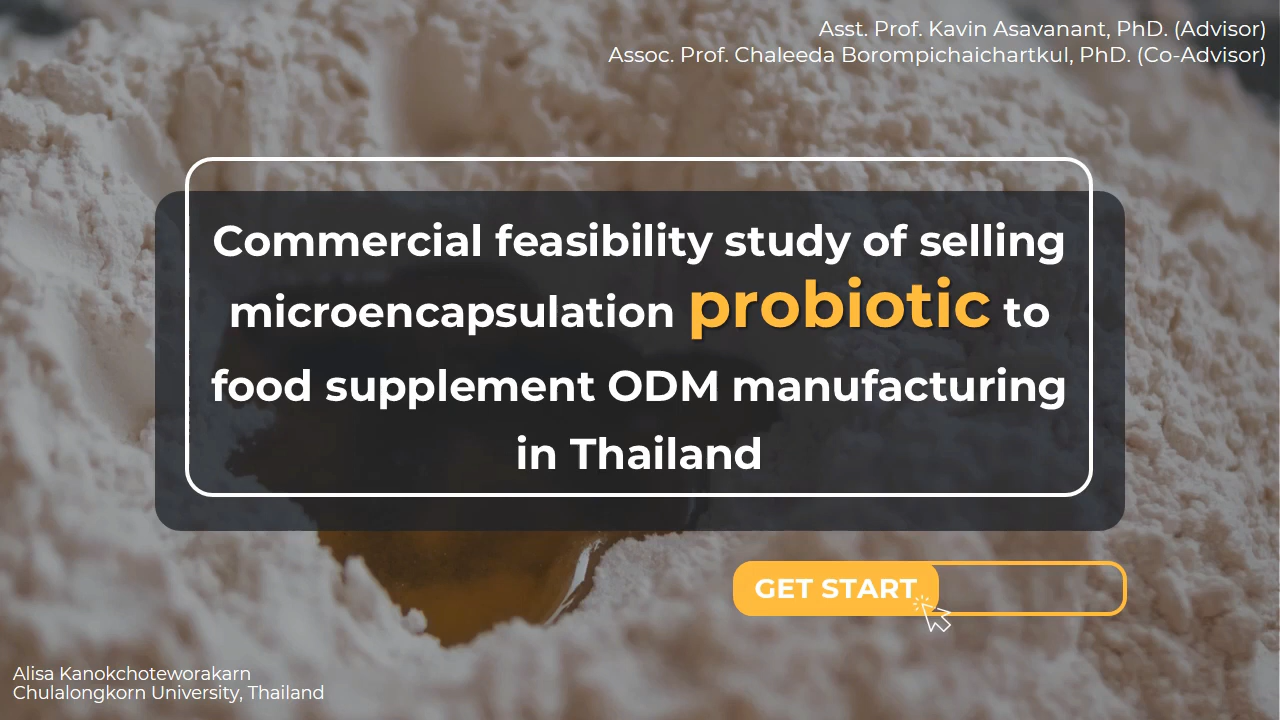 Asst. Prof. Kavin Asavanant, PhD. (Advisor)
Assoc. Prof. Chaleeda Borompichaichartkul, PhD. (Co-Advisor)
Commercial feasibility study of selling
microencapsulation probiotic to
food supplement ODM manufacturing
in Thailand
GET START
Alisa Kanokchoteworakarn
Chulalongkorn University, Thailand